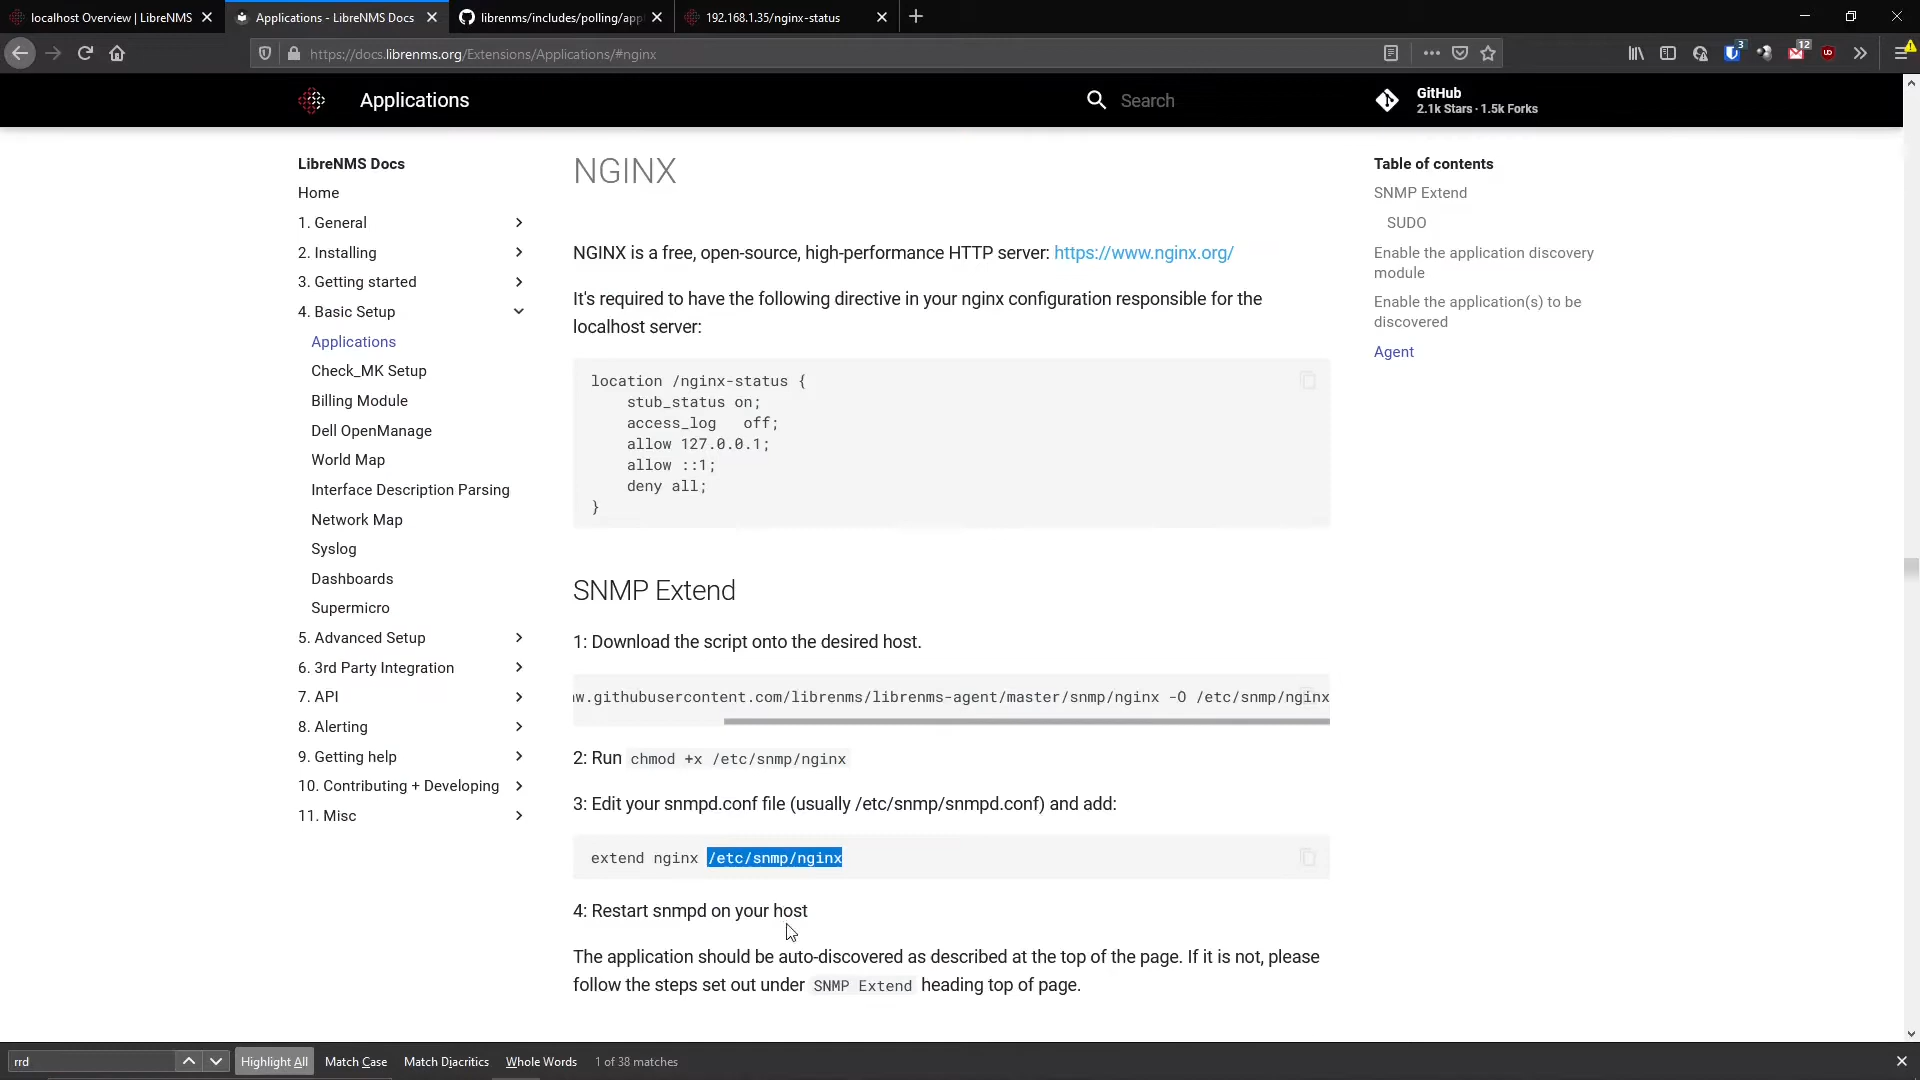 localhost Overview | LibreNMS
Applications - LibreNMS Docs
librenms/includes/polling/app
192.168.1.35/nginx-status
https://docs.librenms.org/Extensions/Applications/#nginx
3
12
Applications
Search
GitHub
2.1k Stars · 1.5k Forks
LibreNMS Docs
Home
1. General
2. Installing
3. Getting started
4. Basic Setup
Applications
Check_MK Setup
Billing Module
Dell OpenManage
World Map
Interface Description Parsing
Network Map
Syslog
Dashboards
Supermicro
5. Advanced Setup
6. 3rd Party Integration
7. API
8. Alerting
9. Getting help
10. Contributing + Developing
11. Misc
NGINX
NGINX is a free, open-source, high-performance HTTP server: https://www.nginx.org/
It's required to have the following directive in your nginx configuration responsible for the
localhost server:
location /nginx-status {
    stub_status on;
    access_log   off;
    allow 127.0.0.1;
    allow ::1;
    deny all;
}
SNMP Extend
1: Download the script onto the desired host.
w.githubusercontent.com/librenms/librenms-agent/master/snmp/nginx -O /etc/snmp/nginx
2: Run chmod +x /etc/snmp/nginx
3: Edit your snmpd.conf file (usually /etc/snmp/snmpd.conf) and add:
extend nginx /etc/snmp/nginx
4: Restart snmpd on your host
The application should be auto-discovered as described at the top of the page. If it is not, please
follow the steps set out under SNMP Extend heading top of page.
Table of contents
SNMP Extend
SUDO
Enable the application discovery
module
Enable the application(s) to be
discovered
Agent
rrd
Highlight All
Match Case
Match Diacritics
Whole Words
1 of 38 matches